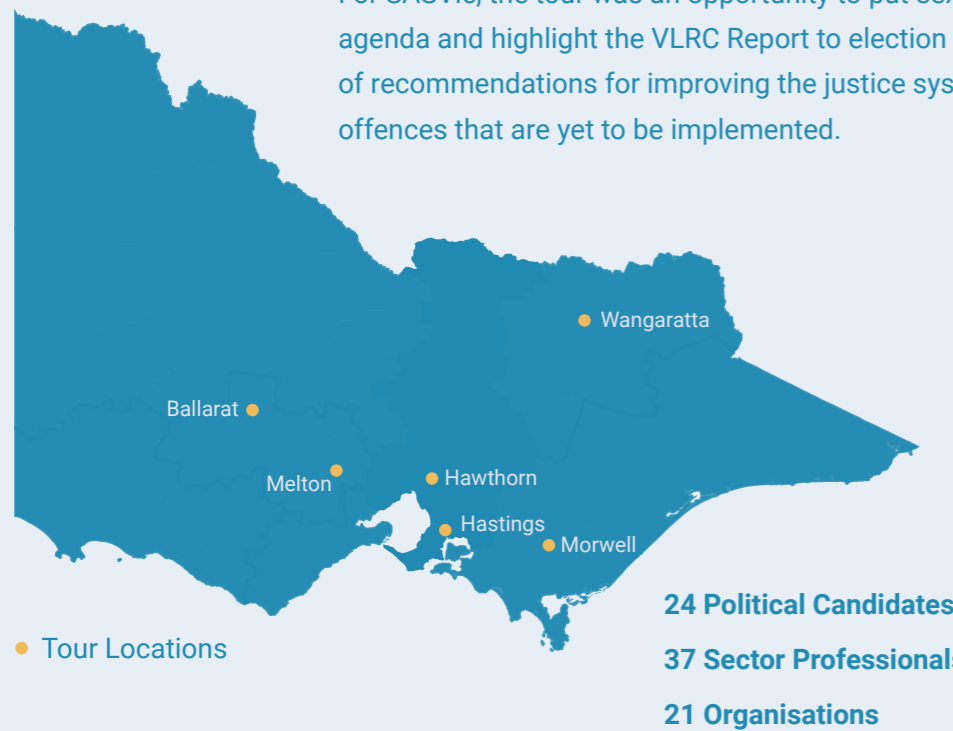 agenda and highlight the VLRC Report to election
of recommendations for improving the justice sys
offences that are yet to be implemented.
Wangaratta
Ballarat
Melton
Hawthorn
Hastings
Morwell
24 Political Candidates
37 Sector Professionals
21 Organisations
Tour Locations